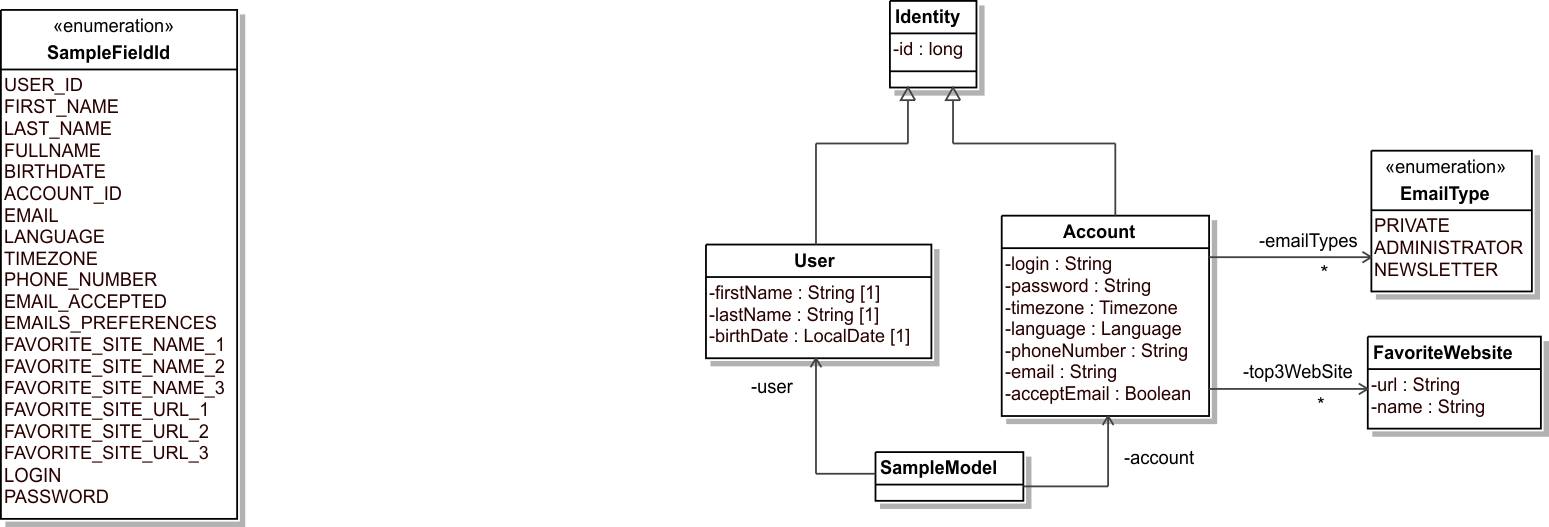 «enumeration»
SampleFieldId
USER_ID
FIRST_NAME
LAST_NAME
FULLNAME
BIRTHDATE
ACCOUNT_ID
EMAIL
LANGUAGE
TIMEZONE
PHONE_NUMBER
EMAIL_ACCEPTED
EMAILS_PREFERENCES
FAVORITE_SITE_NAME_1
FAVORITE_SITE_NAME_2
FAVORITE_SITE_NAME_3
FAVORITE_SITE_URL_1
FAVORITE_SITE_URL_2
FAVORITE_SITE_URL_3
LOGIN
PASSWORD
Identity
-id : long
User
-firstName : String [1]
-lastName : String [1]
-birthDate : LocalDate [1]
-user
SampleModel
-account
Account
-login : String
-password : String
-timezone : Timezone
-language : Language
-phoneNumber : String
-email : String
-acceptEmail : Boolean
-emailTypes
*
«enumeration»
EmailType
PRIVATE
ADMINISTRATOR
NEWSLETTER
-top3WebSite
*
FavoriteWebsite
-url : String
-name : String